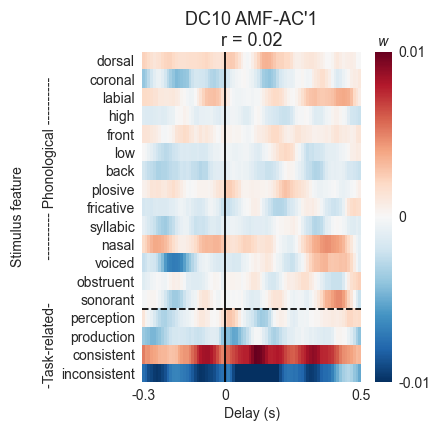 DC10 AMF-AC'1
r = 0.02
w
Stimulus feature
-Task-related- ---------- Phonological ----------
dorsal
coronal
labial
high
front
low
back
plosive
fricative
syllabic
nasal
voiced
obstruent
sonorant
perception
production
consistent
inconsistent
-0.3 0 0.5
Delay (s)
0.01
0
-0.01